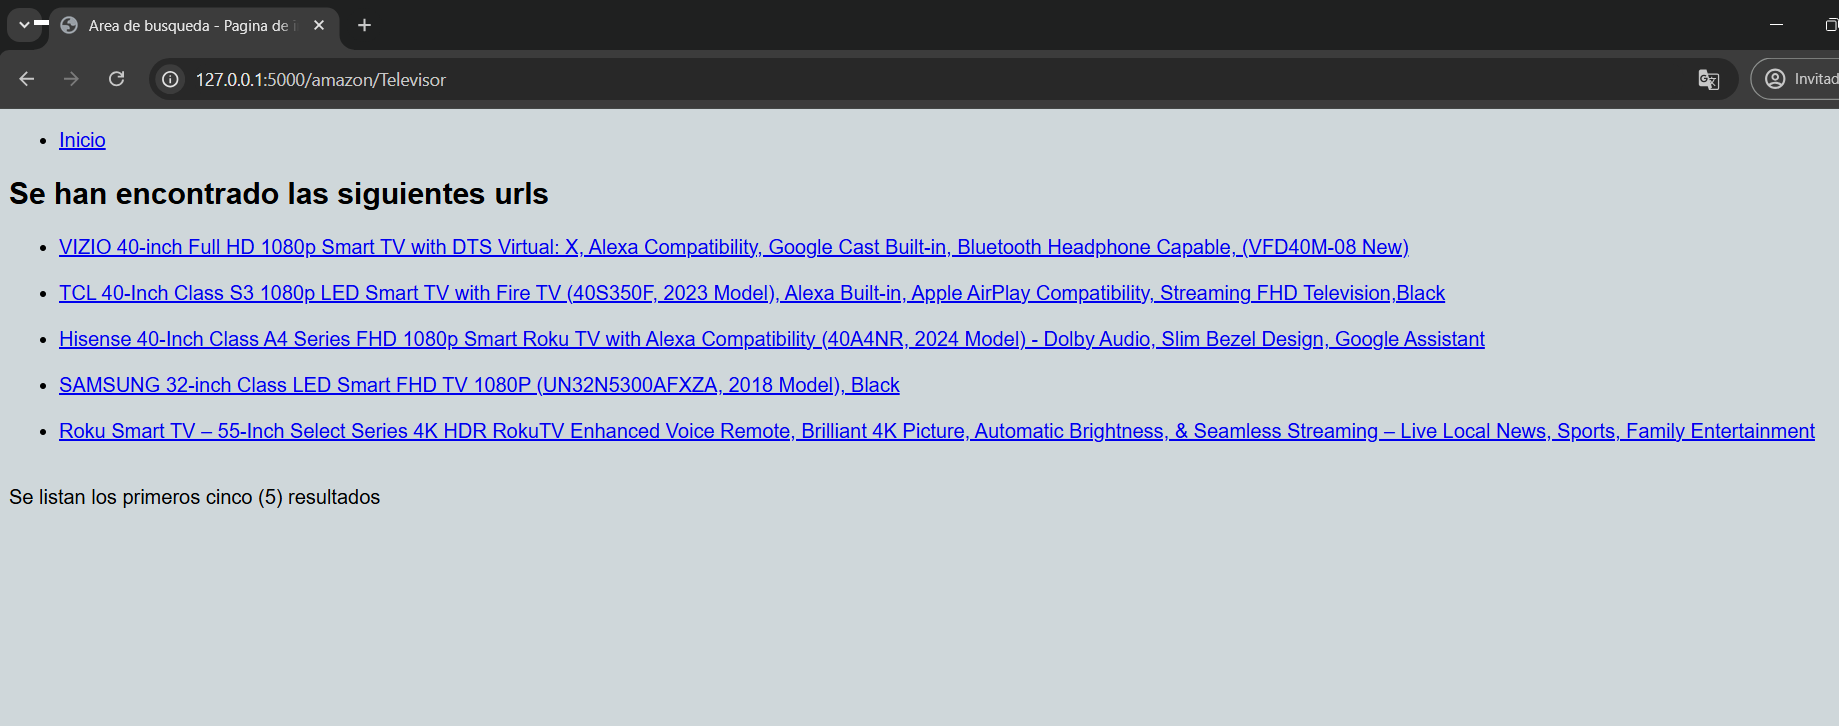 Area de busqueda - Pagina de i
127.0.0.1:5000/amazon/Televisor
Invitad
Inicio
Se han encontrado las siguientes urls
VIZIO 40-inch Full HD 1080p Smart TV with DTS Virtual: X, Alexa Compatibility, Google Cast Built-in, Bluetooth Headphone Capable, (VFD40M-08 New)
TCL 40-Inch Class S3 1080p LED Smart TV with Fire TV (40S350F, 2023 Model), Alexa Built-in, Apple AirPlay Compatibility, Streaming FHD Television,Black
Hisense 40-Inch Class A4 Series FHD 1080p Smart Roku TV with Alexa Compatibility (40A4NR, 2024 Model) - Dolby Audio, Slim Bezel Design, Google Assistant
SAMSUNG 32-inch Class LED Smart FHD TV 1080P (UN32N5300AFXZA, 2018 Model), Black
Roku Smart TV – 55-Inch Select Series 4K HDR RokuTV Enhanced Voice Remote, Brilliant 4K Picture, Automatic Brightness, & Seamless Streaming – Live Local News, Sports, Family Entertainment
Se listan los primeros cinco (5) resultados